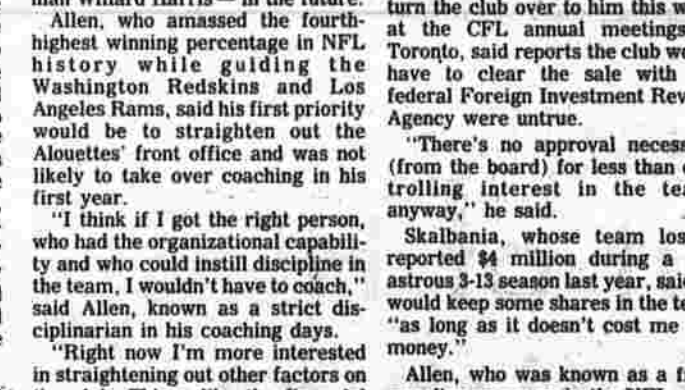 Allen, who amassed the fourth-
highest winning percentage in NFL
history while guiding the
Washington Redskins and Los
Angeles Rams, said his first priority
would be to straighten out the
Alouettes' front office and was not
likely to take over coaching in his
first year.
"I think if I got the right person,
who had the organizational capabili-
ty and who could instill discipline in
the team, I wouldn't have to coach,"
said Allen, known as a strict dis-
ciplinarian in his coaching days.
"Right now I'm more interested
in straightening out other factors on
turn the club over to him this
at the CFL annual meetings
Toronto, said reports the club
have to clear the sale with
federal Foreign Investment Rev
Agency were untrue.
"There's no approval necess
(from the board) for less than
trolling interest in the tea
anyway," he said.
Skalbania, whose team los
reported $4 million during a
astrous 3-13 season last year, said
would keep some shares in the te
"as long as it doesn't cost me
money."
Allen, who was known as a